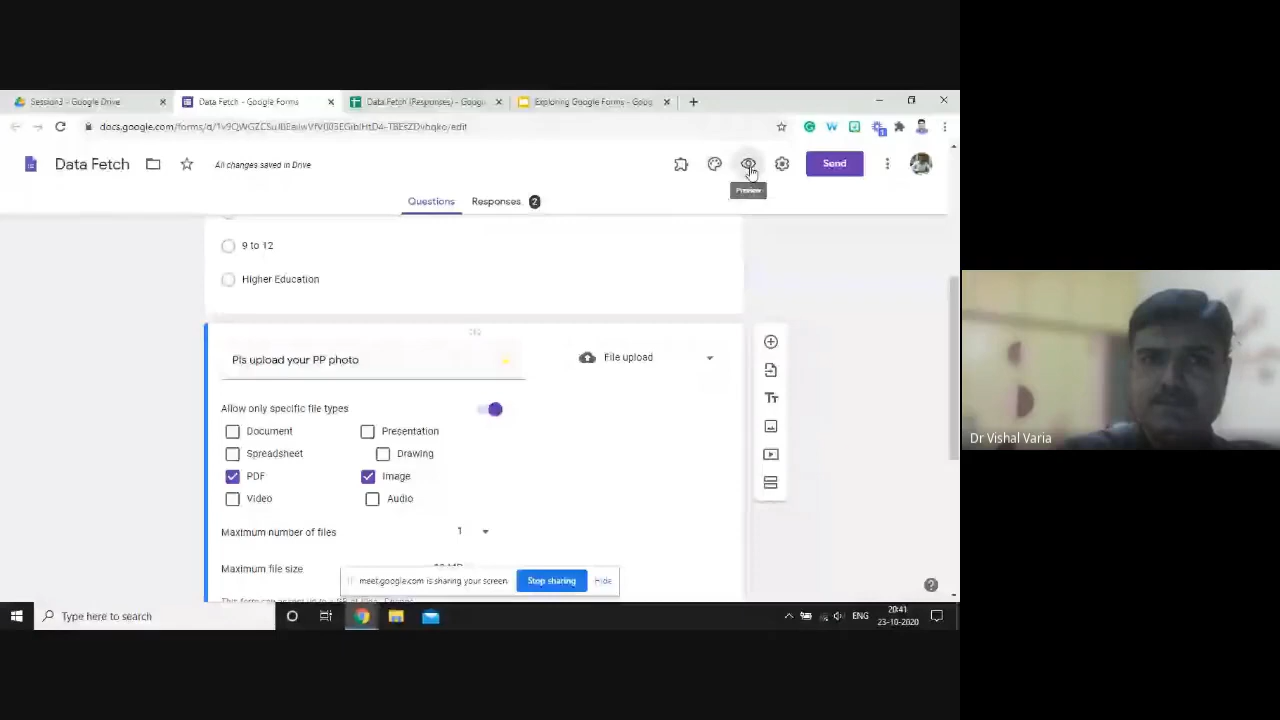 Session3 - Google Drive
Data Fetch - Google Forms
Data Fetch (Responses) - Goog
Exploring Google Forms - Goog
Data Fetch
All changes saved in Drive
Send
Preview
Questions
Responses 2
9 to 12
Higher Education
Pls upload your PP photo
File upload
Allow only specific file types
Document
Presentation
Spreadsheet
Drawing
PDF
Image
Video
Audio
Maximum number of files
1
Maximum file size
meet.google.com is sharing your screen.
Stop sharing
Hide
Dr Vishal Varia
Type here to search
ENG
20:41
23-10-2020